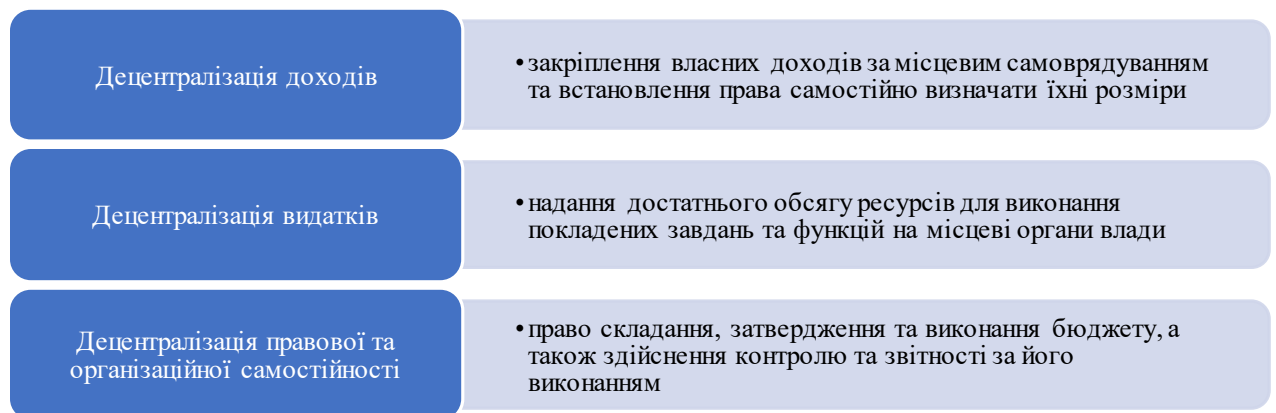 Децентралізація доходів
•закріплення власних доходів за місцевим самоврядуванням
та встановлення права самостійно визначати їхні розміри
Децентралізація видатків
•надання достатнього обсягу ресурсів для виконання
покладених завдань та функцій на місцеві органи влади
Децентралізація правової та
організаційної самостійності
•право складання, затвердження та виконання бюджету, а
також здійснення контролю та звітності за його
виконанням